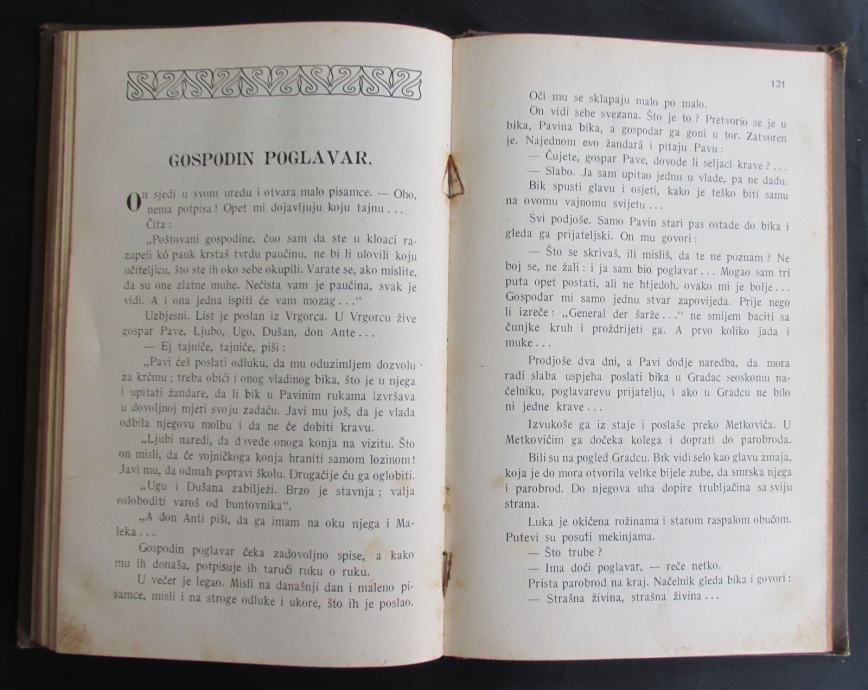 GOSPODIN POGLAVAR.
On sjedi u svom uredu i otvara malo pisamce. — Oho,
nema potpisa! Opet mi dojavljuju koju tajnu...
Čita:
„Poštovani gospodine, čuo sam da ste u kloaci ra-
zapeli kô pauk krstaš tvrdu paučinu, ne bi li ulovili koju
učiteljicu, što ste ih oko sebe okupili. Varate se, ako mislite,
da su one zlatne muhe. Nečista vam je paučina, svak je
vidi. A i ona jedna ispiti će vam mozag...“
Uzbjesni. List je poslan iz Vrgorca. U Vrgorcu žive
gospar Pave, Ljubo, Ugo, Dušan, don Ante...
— Ej tajniče, tajniče, piši:
„Pavi ćeš poslati odluku, da mu oduzimljem dozvolu
za krčmu; treba obići i onog vladinog bika, što je u njega
i upitati žandare, da li bik u Pavinim rukama izvršava
u dovoljnoj mjeri svoju zadaću. Javi mu još, da je vlada
odbila njegovu molbu i da ne će dobiti kravu.
„Ljubi naredi, da dovede onoga konja na vizitu. Što
on misli, da će vojničkoga konja hraniti samom lozinom!
Javi mu, da odmah popravi školu. Drugačije ću ga oglobiti.
„Ugu i Dušana zabilježi. Brzo je stavnja; valja
osloboditi varoš od buntovnika“.
„A don Anti piši, da ga imam na oku njega i Ma-
leka...
Gospodin poglavar čeka zadovoljno spise, a kako
mu ih donaša, potpisuje ih tarući ruku o ruku.
U večer je legao. Misli na današnji dan i maleno pi-
samce, misli i na stroge odluke i ukore, što ih je poslao.
121
Oči mu se sklapaju malo po malo.
On vidi sebe svezana. Što je to? Pretvorio se je u
bika, Pavina bika, a gospodar ga goni u tor. Zatvoren
je. Najednom evo žandarâ i pitaju Pavu:
— Čujete, gospar Pave, dovode li seljaci krave?...
— Slabo. Ja sam upitao jednu u vlade, pa ne dadu.
Bik spusti glavu i osjeti, kako je teško biti samu
na ovomu vajnomu svijetu...
Svi podjoše. Samo Pavin stari pas ostade do bika i
gleda ga prijateljski. On mu govori:
— Što se skrivaš, ili misliš, da te ne poznam? Ne
boj se, ne žali: i ja sam bio poglavar... Mogao sam tri
puta opet postati, ali ne htjedoh, ovako mi je bolje...
Gospodar mi samo jednu stvar zapovijeda. Prije nego
li izreče: „General der šarže...“ ne smijem baciti sa
čunjke kruh i proždrijeti ga. A prvo koliko jada i
muke...
Prodjoše dva dni, a Pavi dodje naredba, da mora
radi slaba uspjeha poslati bika u Gradac seoskomu na-
čelniku, poglavarevu prijatelju, i ako u Gradcu ne bilo
ni jedne krave...
Izvukoše ga iz staje i poslaše preko Metkovića. U
Metkovićim ga dočeka kolega i doprati do parobroda.
Bili su na pogled Gradcu. Bik vidi selo kao glavu zmaja,
koja je do mora otvorila velike bijele zube, da smrska njega
i parobrod. Do njegova uha dopire trubljačina sa sviju
strana.
Luka je okićena rožinama i starom raspalom obućom.
Putevi su posuti mekinjama.
— Što trube?
— Ima doći poglavar, — reče netko.
Prista parobrod na kraj. Načelnik gleda bika i govori:
— Strašna živina, strašna živina...